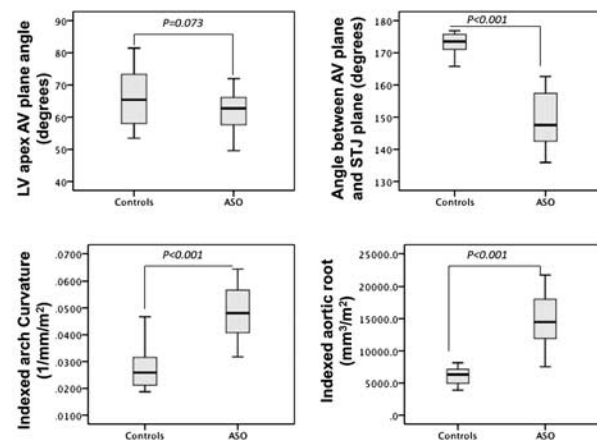 P=0.073
LV apex AV plane angle
(degrees)
90
80
70
60
50
40
Controls
ASO
P<0.001
Angle between AV plane
and STJ plane (degrees)
180
170
160
150
140
130
Controls
ASO
P<0.001
Indexed arch Curvature
(1/mm/m²)
.0700
.0600
.0500
.0400
.0300
.0200
.0100
Controls
ASO
P<0.001
Indexed aortic root
(mm³/m²)
25000.0
20000.0
15000.0
10000.0
5000.0
.0
Controls
ASO